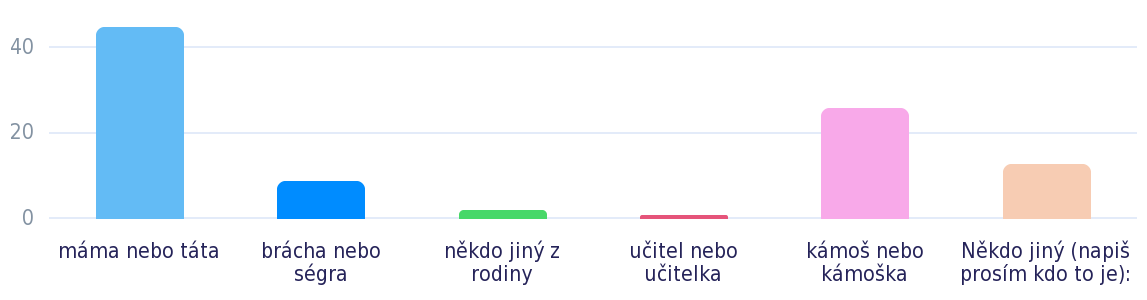 40
20
0
máma nebo táta
brácha nebo
ségra
někdo jiný z
rodiny
učitel nebo
učitelka
kámoš nebo
kámoška
Někdo jiný (napiš
prosím kdo to je):